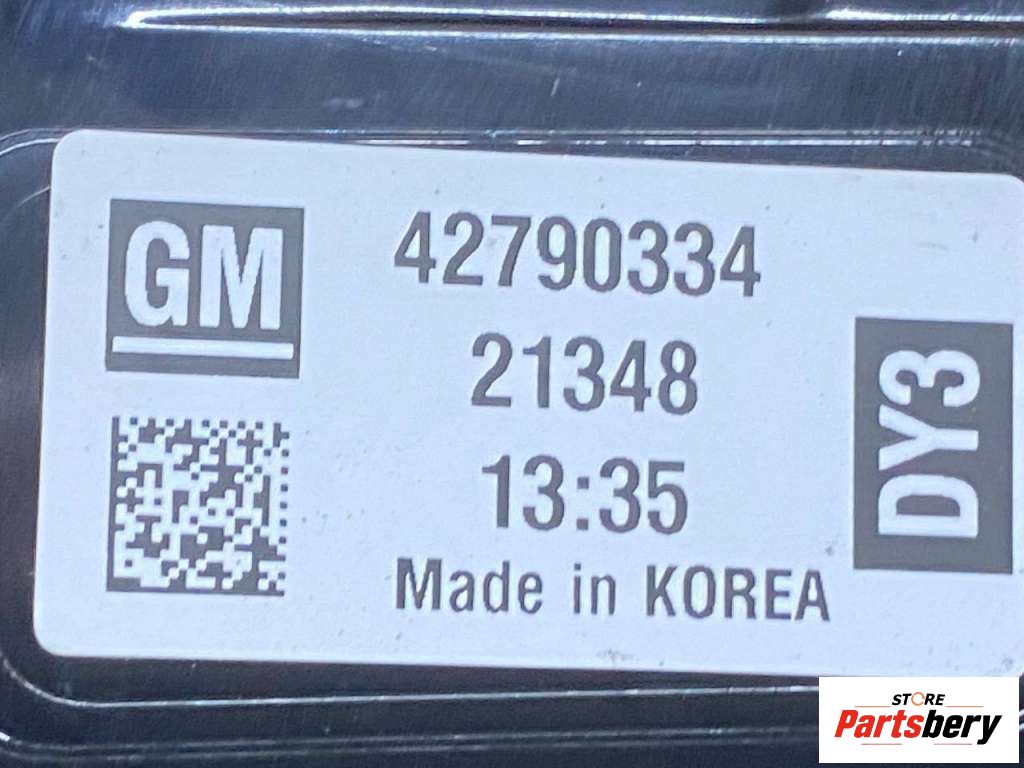 GM
42790334
21348
13:35
Made in KOREA
DY3
STORE
Partsbery